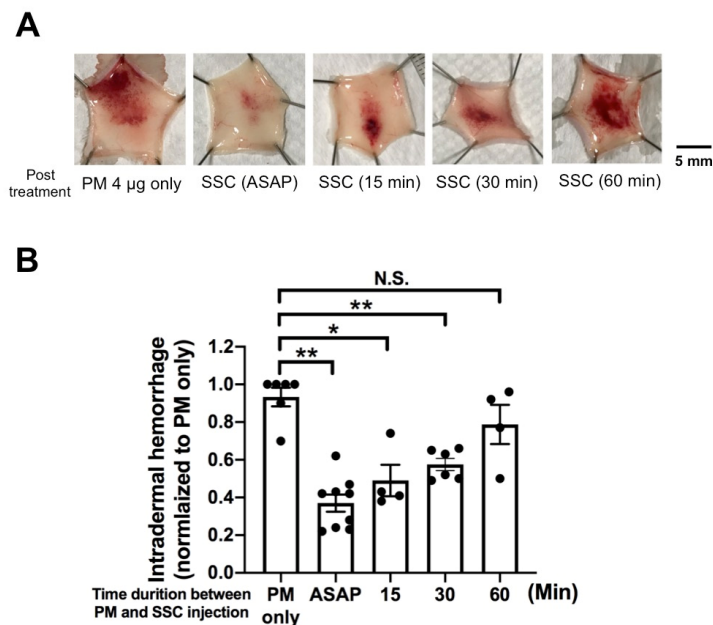 A
Post
treatment
PM 4 µg only
SSC (ASAP)
SSC (15 min)
SSC (30 min)
SSC (60 min)
5 mm
B
N.S.
**
*
**
Intradermal hemorrhage
(normlaized to PM only)
1.2
1.0
0.8
0.6
0.4
0.2
0.0
Time durition between
PM and SSC injection
PM
only
ASAP
15
30
60
(Min)